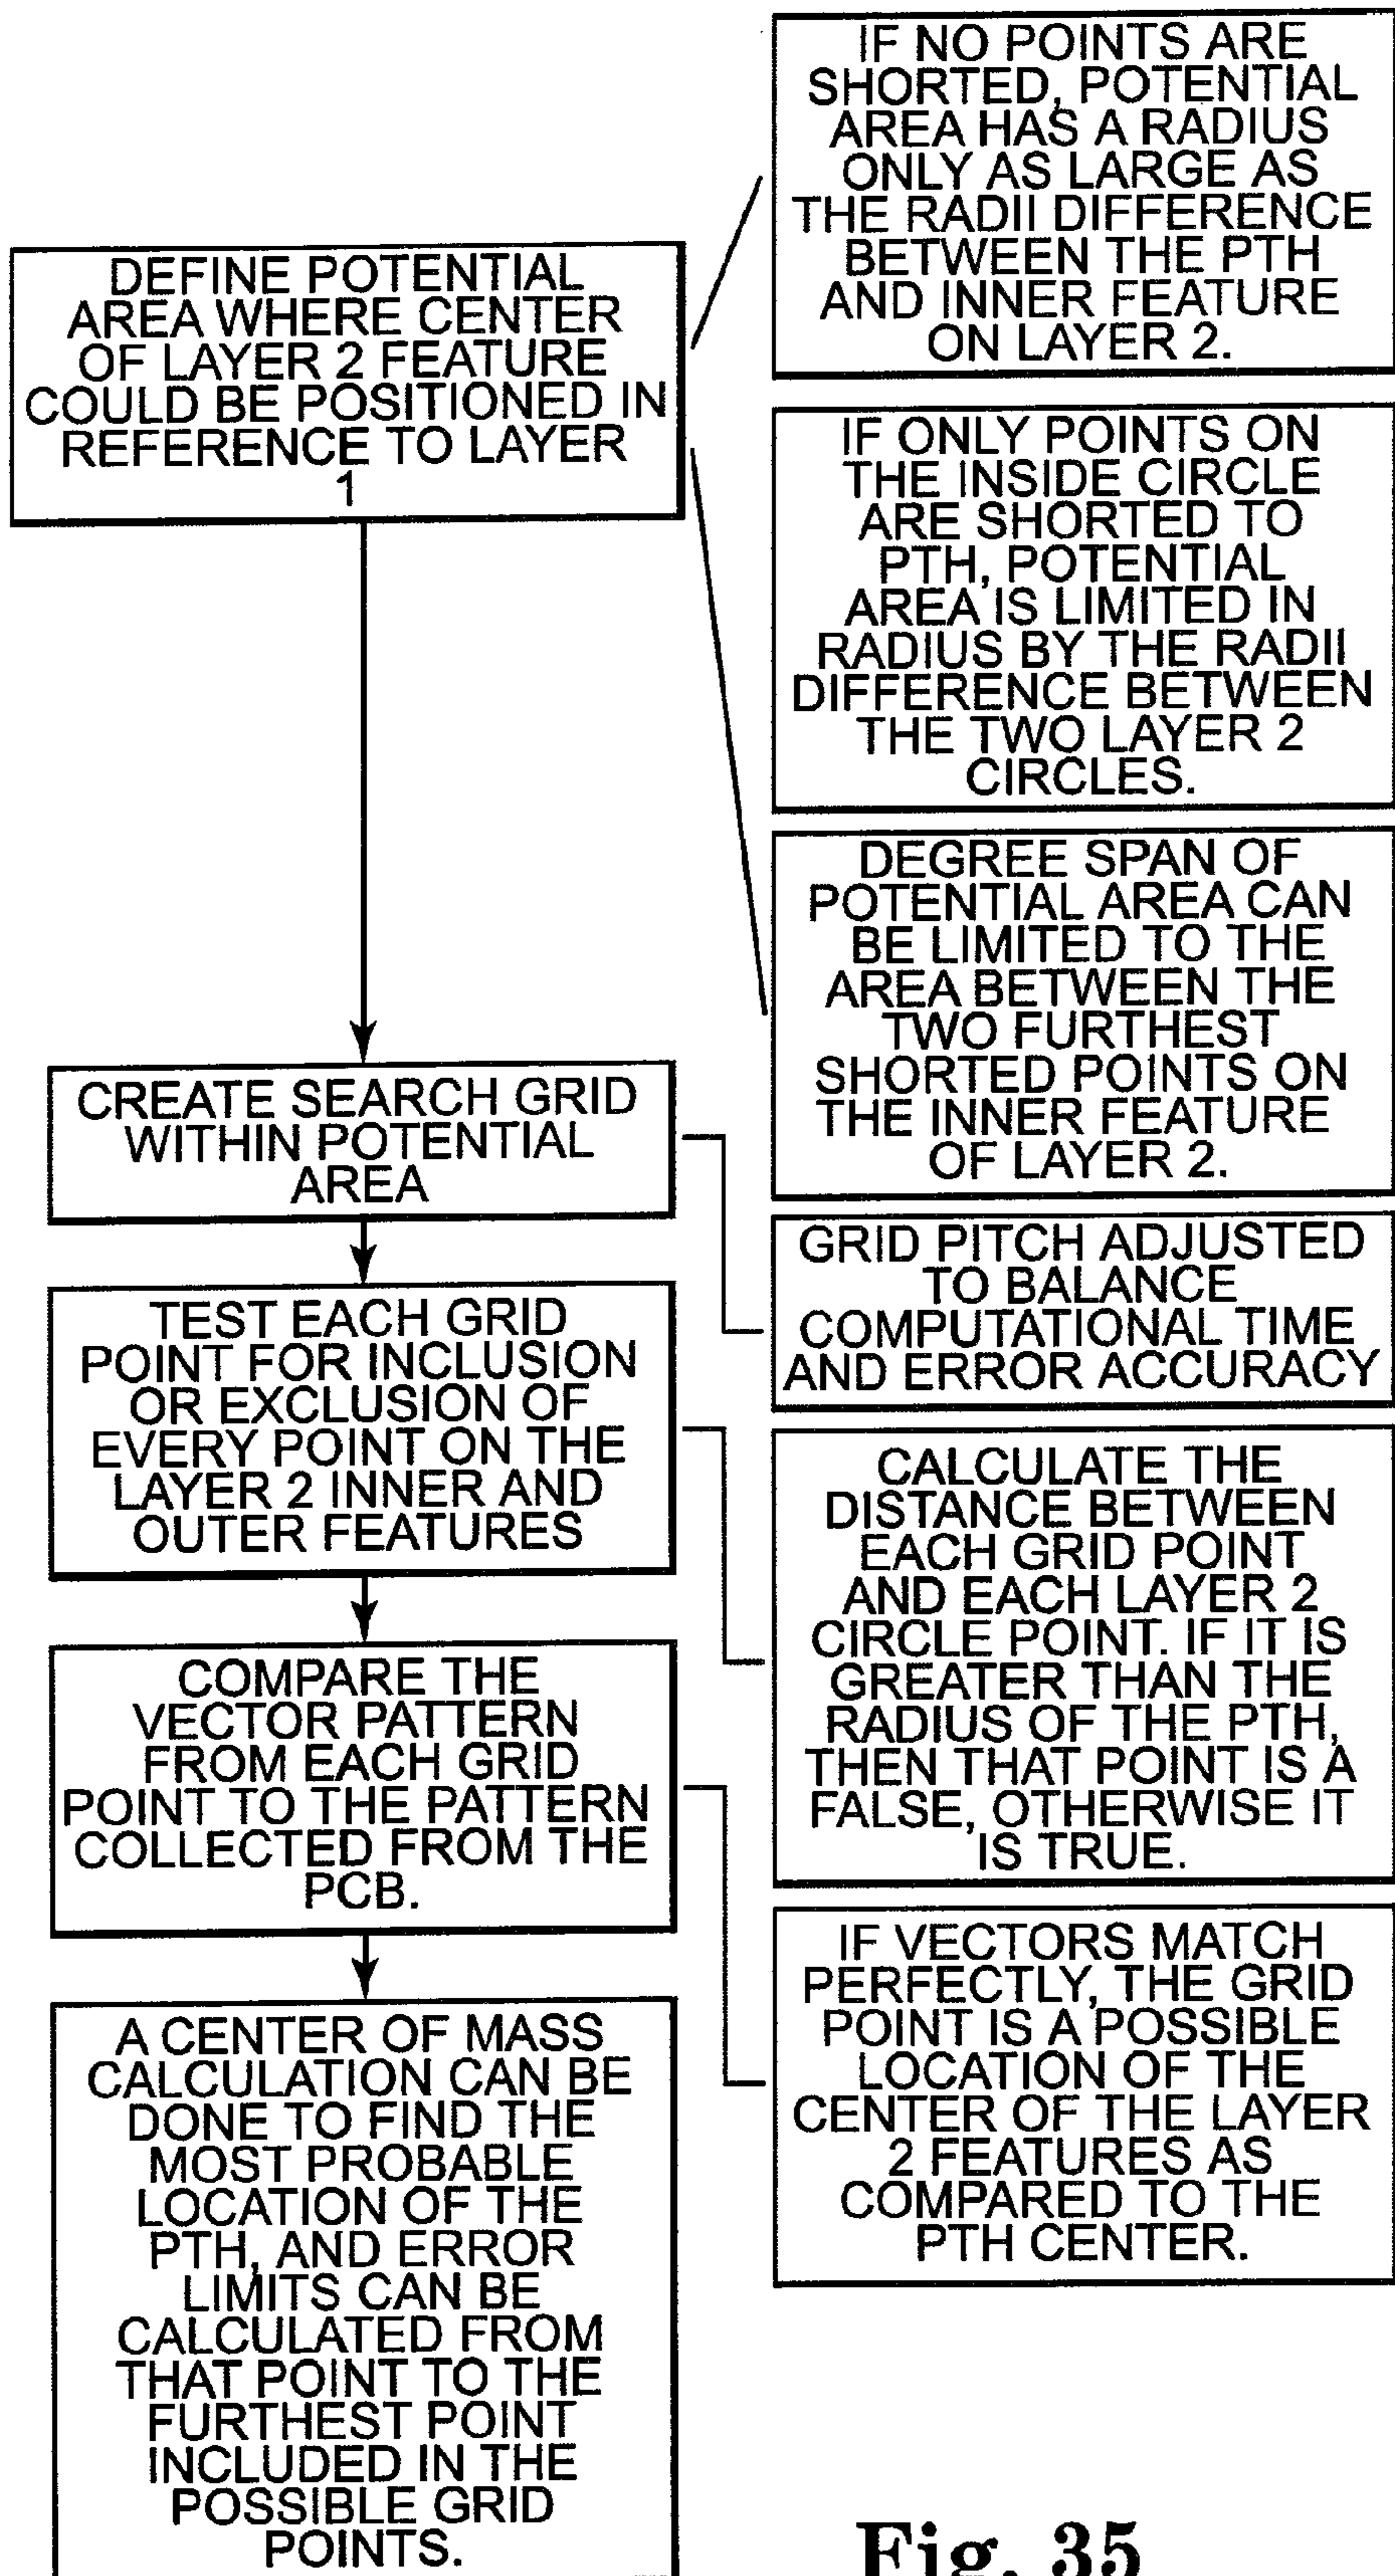 DEFINE POTENTIAL
AREA WHERE CENTER
OF LAYER 2 FEATURE
COULD BE POSITIONED IN
REFERENCE TO LAYER
1
IF NO POINTS ARE
SHORTED, POTENTIAL
AREA HAS A RADIUS
ONLY AS LARGE AS
THE RADII DIFFERENCE
BETWEEN THE PTH
AND INNER FEATURE
ON LAYER 2.
IF ONLY POINTS ON
THE INSIDE CIRCLE
ARE SHORTED TO
PTH, POTENTIAL
AREA IS LIMITED IN
RADIUS BY THE RADII
DIFFERENCE BETWEEN
THE TWO LAYER 2
CIRCLES.
DEGREE SPAN OF
POTENTIAL AREA CAN
BE LIMITED TO THE
AREA BETWEEN THE
TWO FURTHEST
SHORTED POINTS ON
THE INNER FEATURE
OF LAYER 2.
CREATE SEARCH GRID
WITHIN POTENTIAL
AREA
GRID PITCH ADJUSTED
TO BALANCE
COMPUTATIONAL TIME
AND ERROR ACCURACY
TEST EACH GRID
POINT FOR INCLUSION
OR EXCLUSION OF
EVERY POINT ON THE
LAYER 2 INNER AND
OUTER FEATURES
CALCULATE THE
DISTANCE BETWEEN
EACH GRID POINT
AND EACH LAYER 2
CIRCLE POINT. IF IT IS
GREATER THAN THE
RADIUS OF THE PTH,
THEN THAT POINT IS A
FALSE, OTHERWISE IT
IS TRUE.
COMPARE THE
VECTOR PATTERN
FROM EACH GRID
POINT TO THE PATTERN
COLLECTED FROM THE
PCB.
IF VECTORS MATCH
PERFECTLY, THE GRID
POINT IS A POSSIBLE
LOCATION OF THE
CENTER OF THE LAYER
2 FEATURES AS
COMPARED TO THE
PTH CENTER.
A CENTER OF MASS
CALCULATION CAN BE
DONE TO FIND THE
MOST PROBABLE
LOCATION OF THE
PTH, AND ERROR
LIMITS CAN BE
CALCULATED FROM
THAT POINT TO THE
FURTHEST POINT
INCLUDED IN THE
POSSIBLE GRID
POINTS.
Fig. 35